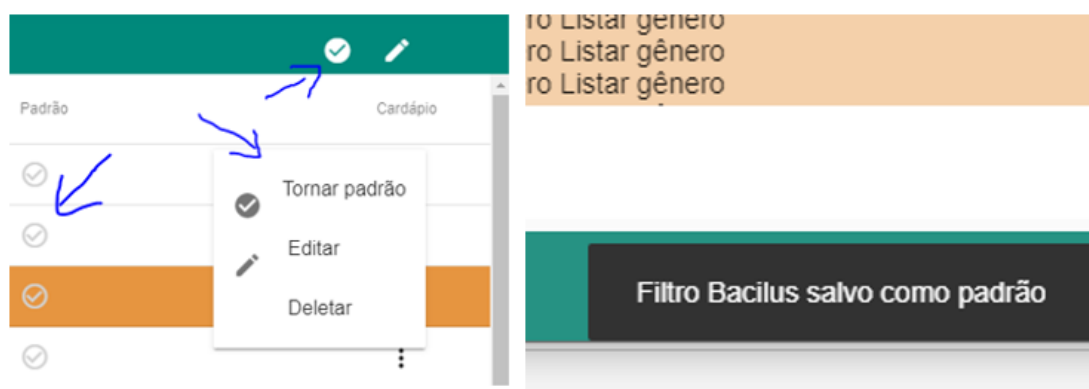 Padrão
Cardápio
Tornar padrão
Editar
Deletar
ro Listar gênero
ro Listar gênero
ro Listar gênero
Filtro Bacilus salvo como padrão